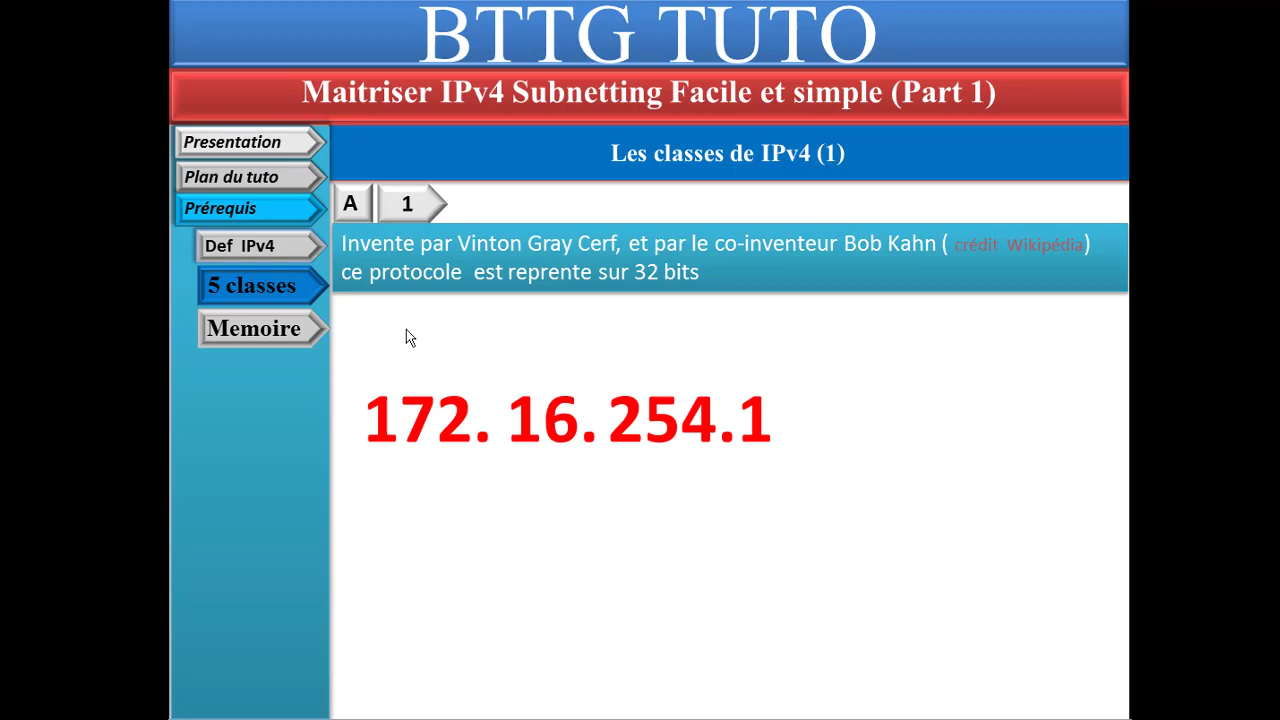 BTTG TUTO
Maitriser IPv4 Subnetting Facile et simple (Part 1)
Presentation
Plan du tuto
Prérequis
Def IPv4
5 classes
Memoire
Les classes de IPv4 (1)
A
1
Invente par Vinton Gray Cerf, et par le co-inventeur Bob Kahn ( crédit Wikipédia)
ce protocole est reprente sur 32 bits
172. 16. 254.1